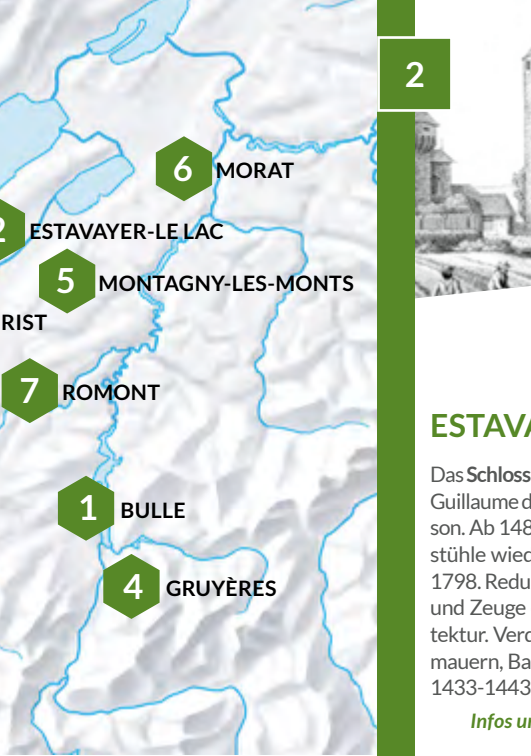 6 MORAT
2 ESTAVAYER-LE LAC
5 MONTAGNY-LES-MONTS
RIST
7 ROMONT
1 BULLE
4 GRUYÈRES
2
ESTAVA
Das Schloss
Guillaume d
son. Ab 148
stühle wied
1798. Redu
und Zeuge
tektur. Verd
mauern, Ba
1433-1443
Infos u